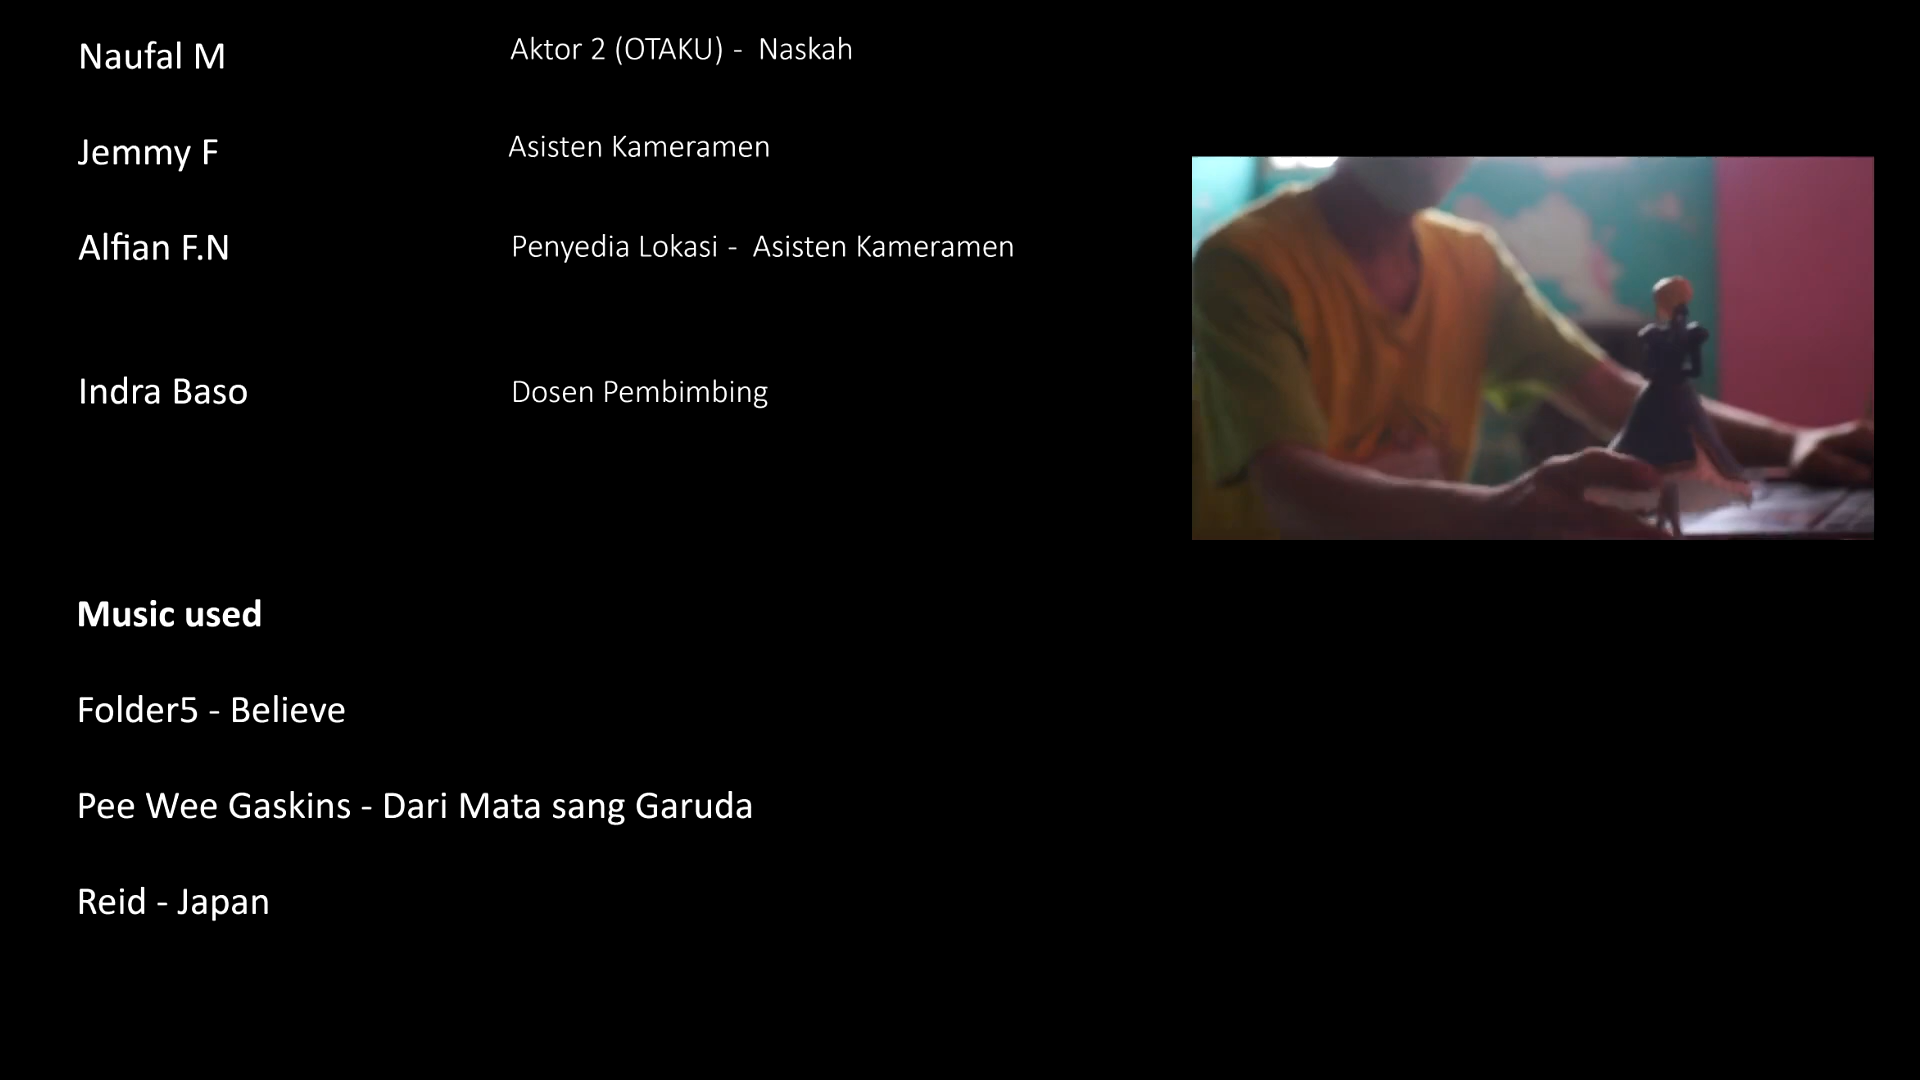 Naufal M Aktor 2 (OTAKU) - Naskah
Jemmy F Asisten Kameramen
Alfian F.N Penyedia Lokasi - Asisten Kameramen
Indra Baso Dosen Pembimbing
Music used
Folder5 - Believe
Pee Wee Gaskins - Dari Mata sang Garuda
Reid - Japan